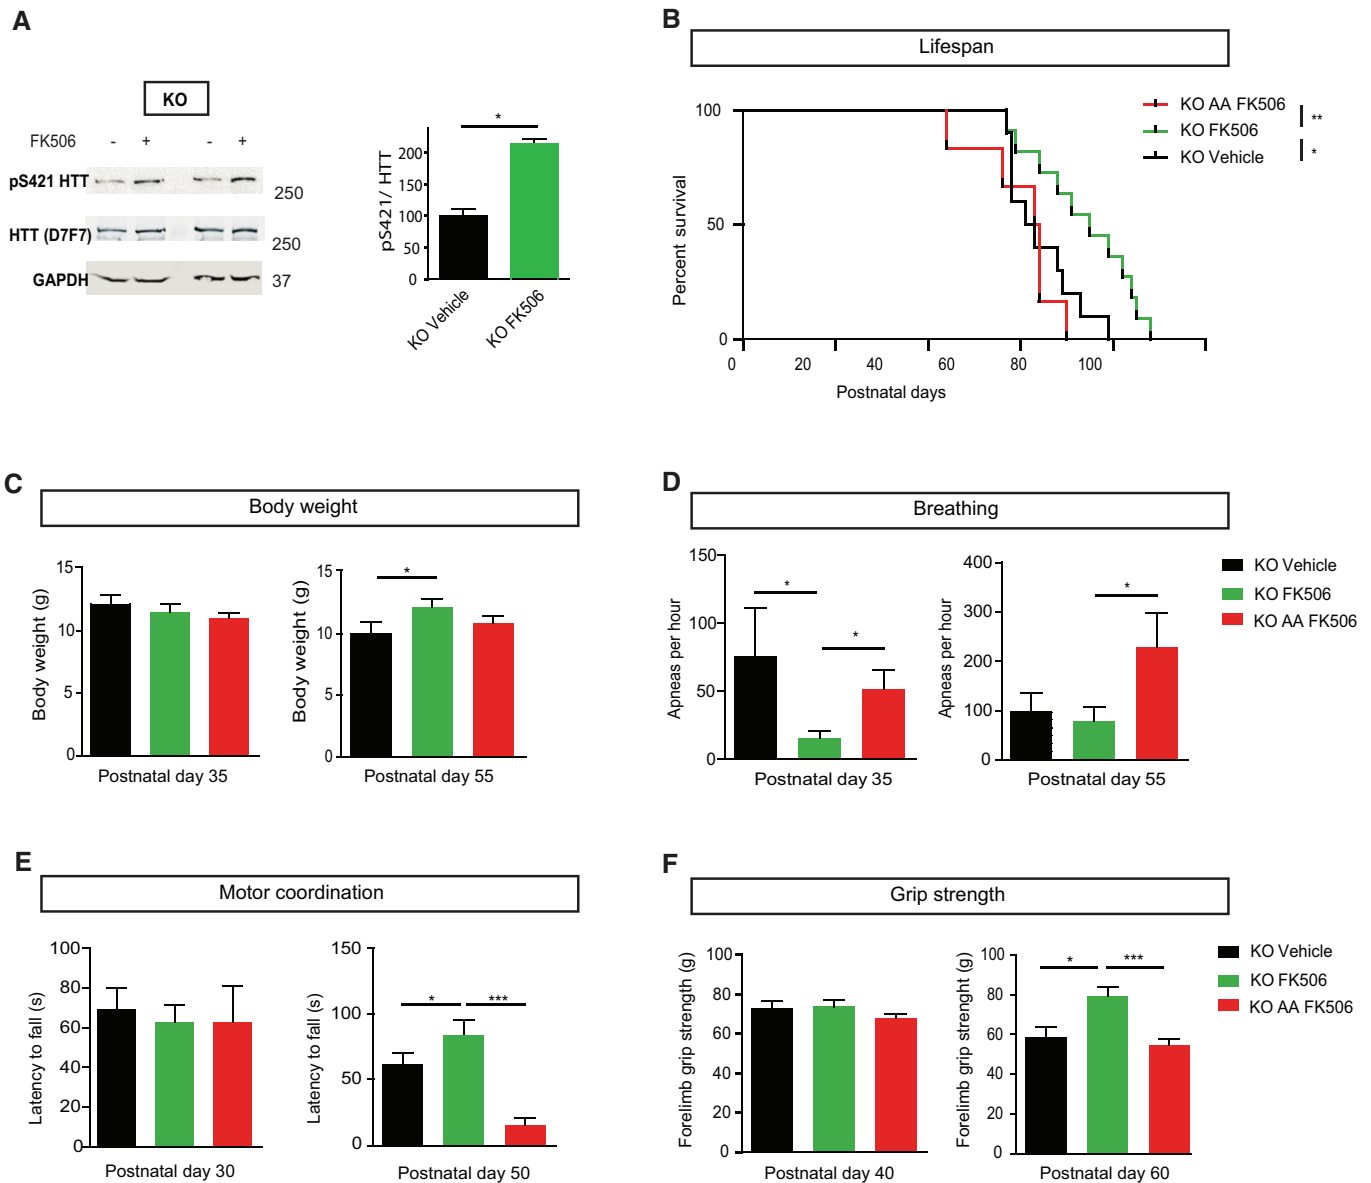 A
KO
FK506 - + - +
pS421 HTT
250
HTT (D7F7)
250
GAPDH
37
pS421/ HTT
200
150
100
50
0
*
KO Vehicle
KO FK506
B
Lifespan
Percent survival
100
50
0
0 20 40 60 80 100
Postnatal days
KO AA FK506
KO FK506
KO Vehicle
**
*
C
Body weight
Body weight (g)
15
10
5
0
Postnatal day 35
Body weight (g)
15
10
5
0
*
Postnatal day 55
D
Breathing
Apneas per hour
150
100
50
0
*
*
Postnatal day 35
Apneas per hour
400
300
200
100
0
*
Postnatal day 55
KO Vehicle
KO FK506
KO AA FK506
E
Motor coordination
Latency to fall (s)
100
80
60
40
20
0
Postnatal day 30
Latency to fall (s)
150
100
50
0
* ***
Postnatal day 50
F
Grip strength
Forelimb grip strength (g)
100
80
60
40
20
0
Postnatal day 40
Forelimb grip strenght (g)
100
80
60
40
20
0
* ***
Postnatal day 60
KO Vehicle
KO FK506
KO AA FK506